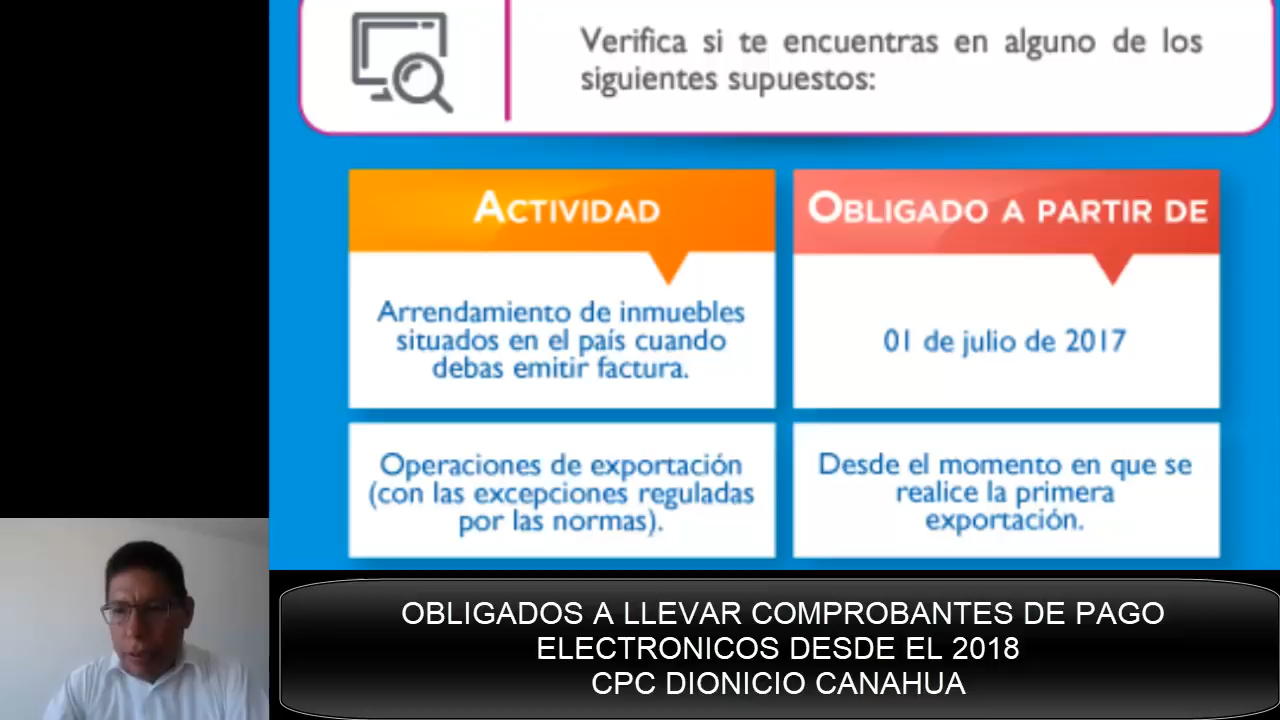 Verifica si te encuentras en alguno de los
siguientes supuestos:
ACTIVIDAD
OBLIGADO A PARTIR DE
Arrendamiento de inmuebles
situados en el país cuando
debas emitir factura.
01 de julio de 2017
Operaciones de exportación
(con las excepciones reguladas
por las normas).
Desde el momento en que se
realice la primera
exportación.
OBLIGADOS A LLEVAR COMPROBANTES DE PAGO
ELECTRONICOS DESDE EL 2018
CPC DIONICIO CANAHUA